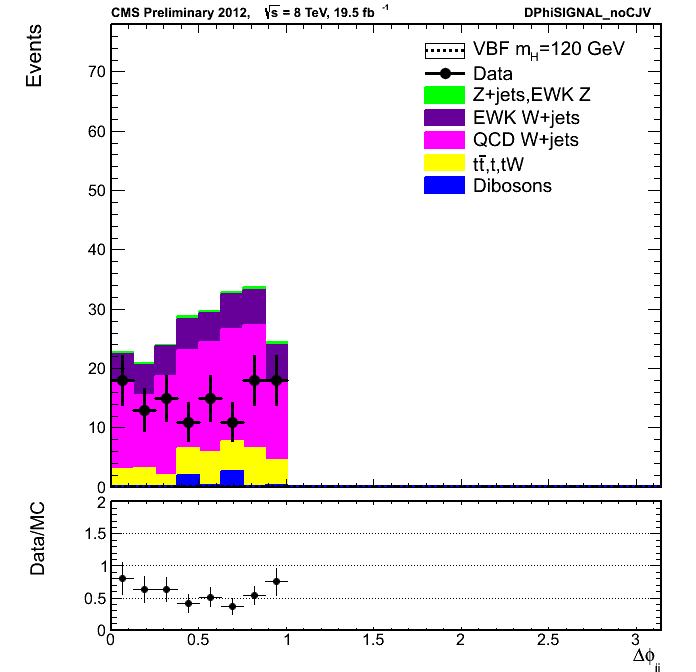 CMS Preliminary 2012, √s = 8 TeV, 19.5 fb⁻¹ DPhiSIGNAL_noCJV
Events
VBF m_H=120 GeV
Data
Z+jets,EWK Z
EWK W+jets
QCD W+jets
tt̄,t,tW
Dibosons
70
60
50
40
30
20
10
0
Data/MC
2
1.5
1
0.5
0
0 0.5 1 1.5 2 2.5 3
Δϕ_jj